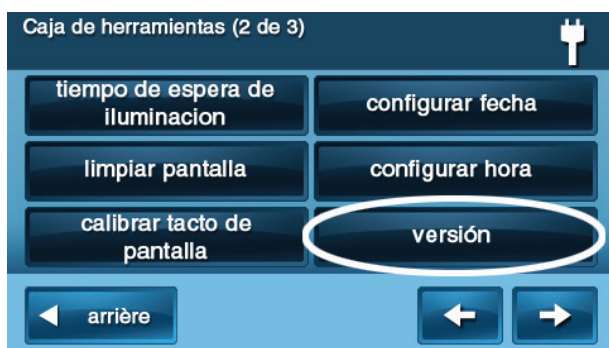 Caja de herramientas (2 de 3)
tiempo de espera de
iluminacion
configurar fecha
limpiar pantalla
configurar hora
calibrar tacto de
pantalla
versión
arrière